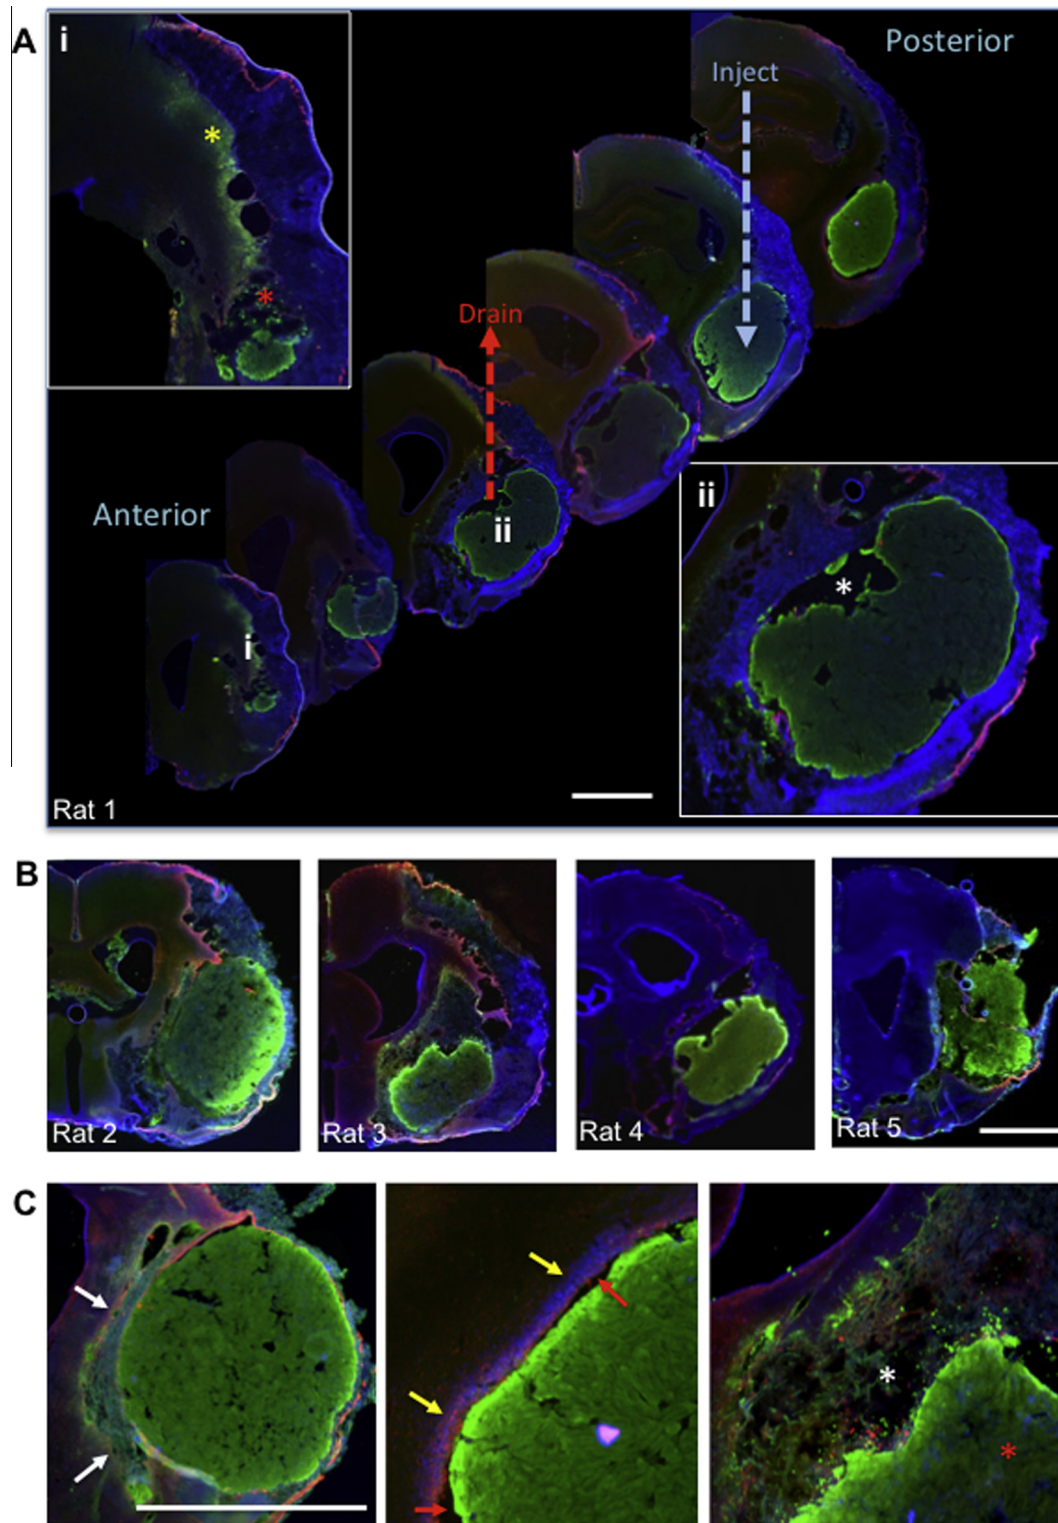 A
i
Posterior
Inject
*
*
Drain
ii
*
Anterior
ii
i
Rat 1
B
Rat 2
Rat 3
Rat 4
Rat 5
C
*
*